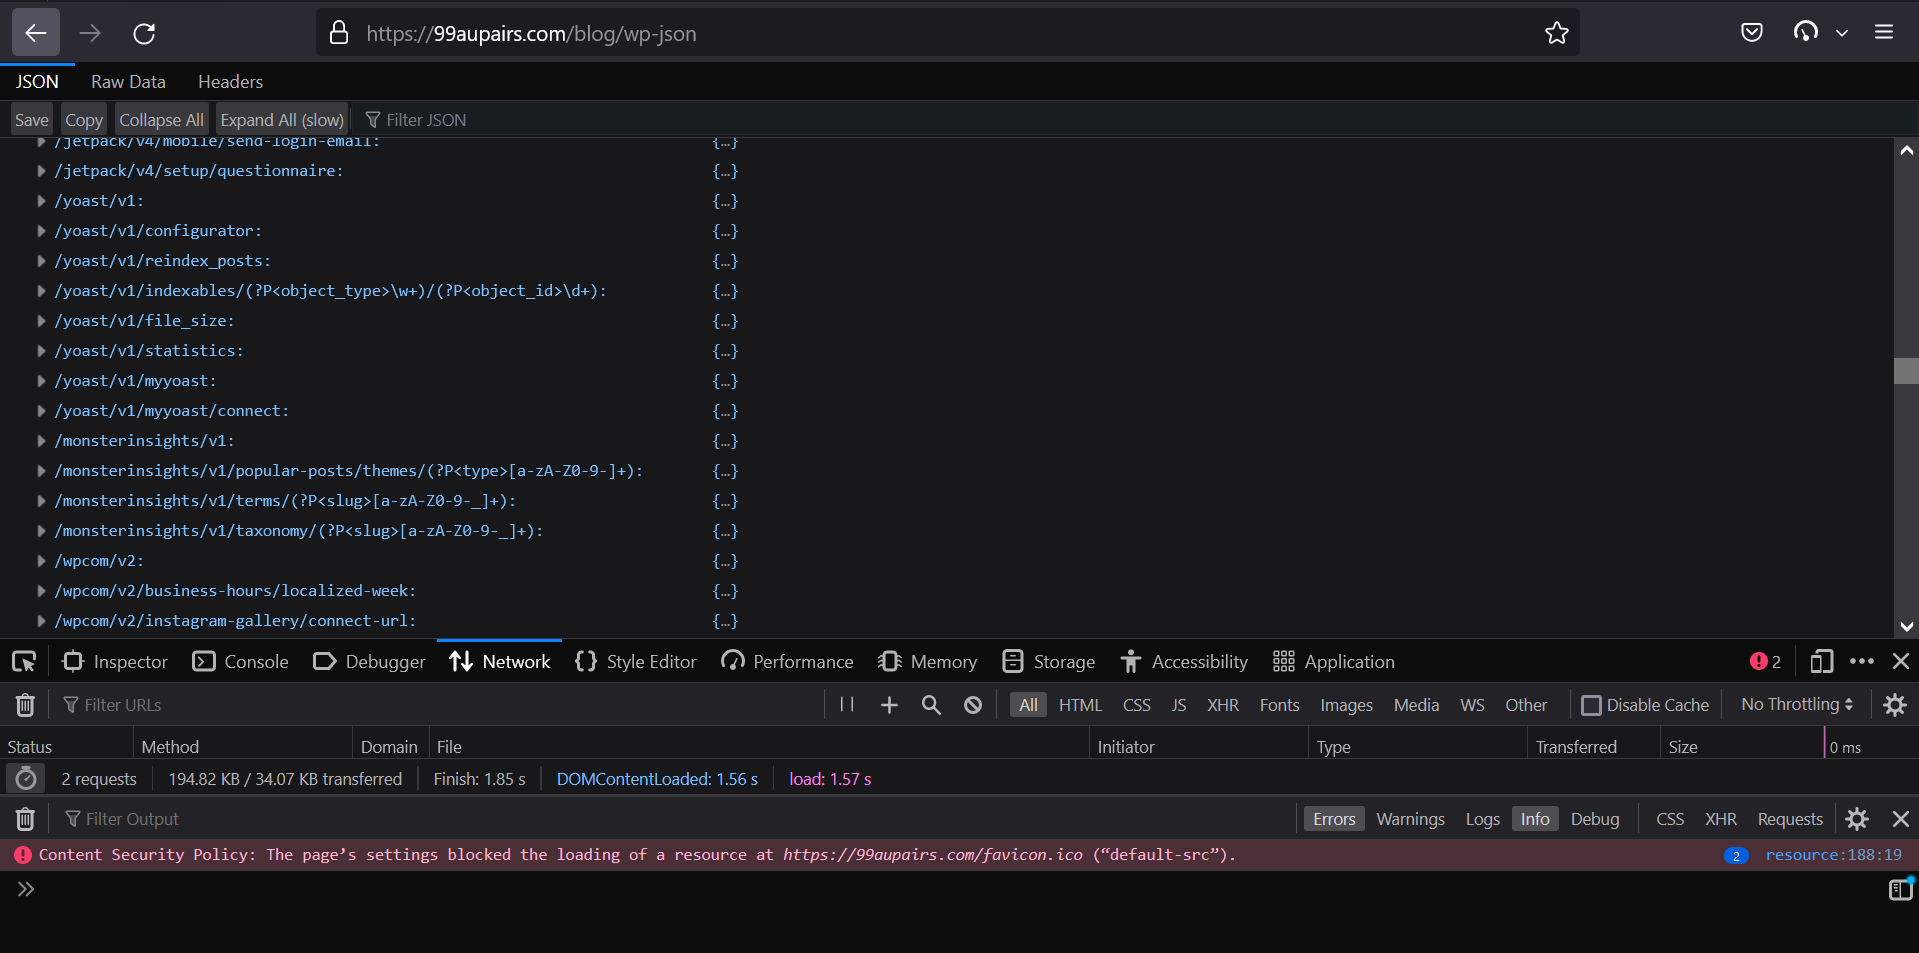 https://99aupairs.com/blog/wp-json
JSON Raw Data Headers
Save Copy Collapse All Expand All (slow) Filter JSON
/jetpack/v4/mobile/send-login-email: {…}
/jetpack/v4/setup/questionnaire: {…}
/yoast/v1: {…}
/yoast/v1/configurator: {…}
/yoast/v1/reindex_posts: {…}
/yoast/v1/indexables/(?P<object_type>\w+)/(?P<object_id>\d+): {…}
/yoast/v1/file_size: {…}
/yoast/v1/statistics: {…}
/yoast/v1/myyoast: {…}
/yoast/v1/myyoast/connect: {…}
/monsterinsights/v1: {…}
/monsterinsights/v1/popular-posts/themes/(?P<type>[a-zA-Z0-9-]+): {…}
/monsterinsights/v1/terms/(?P<slug>[a-zA-Z0-9-_]+): {…}
/monsterinsights/v1/taxonomy/(?P<slug>[a-zA-Z0-9-_]+): {…}
/wpcom/v2: {…}
/wpcom/v2/business-hours/localized-week: {…}
/wpcom/v2/instagram-gallery/connect-url: {…}
Inspector Console Debugger Network Style Editor Performance Memory Storage Accessibility Application 2
Filter URLs All HTML CSS JS XHR Fonts Images Media WS Other Disable Cache No Throttling
Status Method Domain File Initiator Type Transferred Size 0 ms
2 requests 194.82 KB / 34.07 KB transferred Finish: 1.85 s DOMContentLoaded: 1.56 s load: 1.57 s
Filter Output Errors Warnings Logs Info Debug CSS XHR Requests
Content Security Policy: The page’s settings blocked the loading of a resource at https://99aupairs.com/favicon.ico (“default-src”). 2 resource:188:19